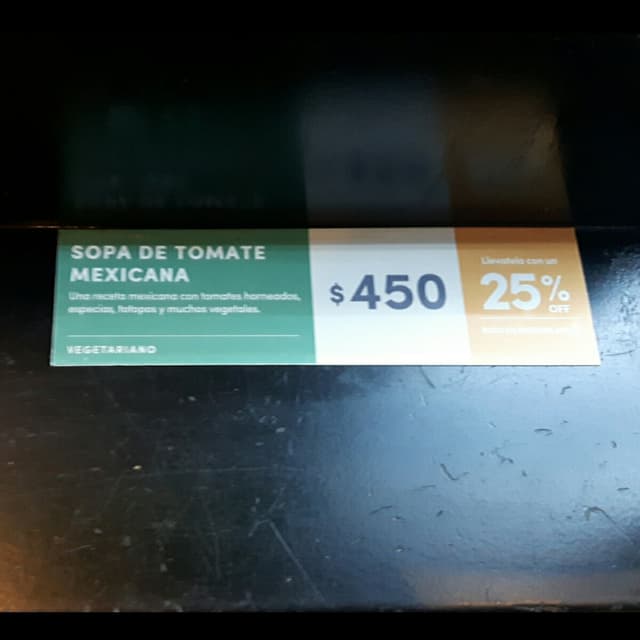 SOPA DE TOMATE
MEXICANA
Una receta mexicana con tomates horneados,
especias, totopos y muchos vegetales.
VEGETARIANO
$450
Llevatelo con un
25%
OFF